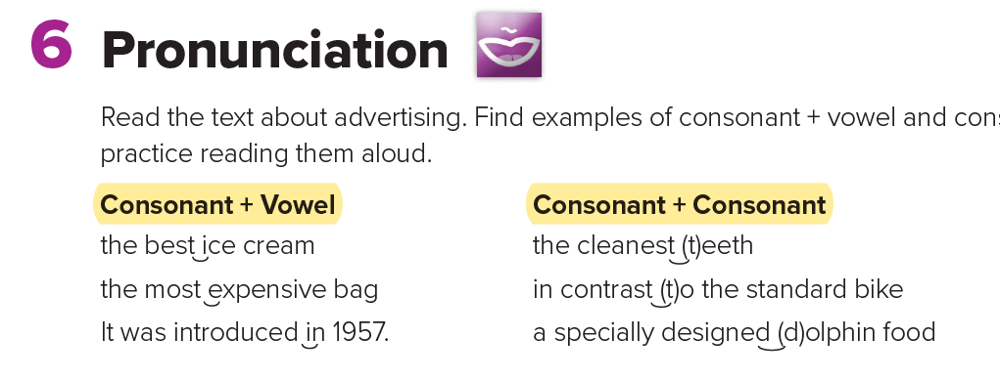 6 Pronunciation
Read the text about advertising. Find examples of consonant + vowel and
practice reading them aloud.
Consonant + Vowel
the best ice cream
the most expensive bag
It was introduced in 1957.
Consonant + Consonant
the cleanest (t)eeth
in contrast (t)o the standard bike
a specially designed (d)olphin food